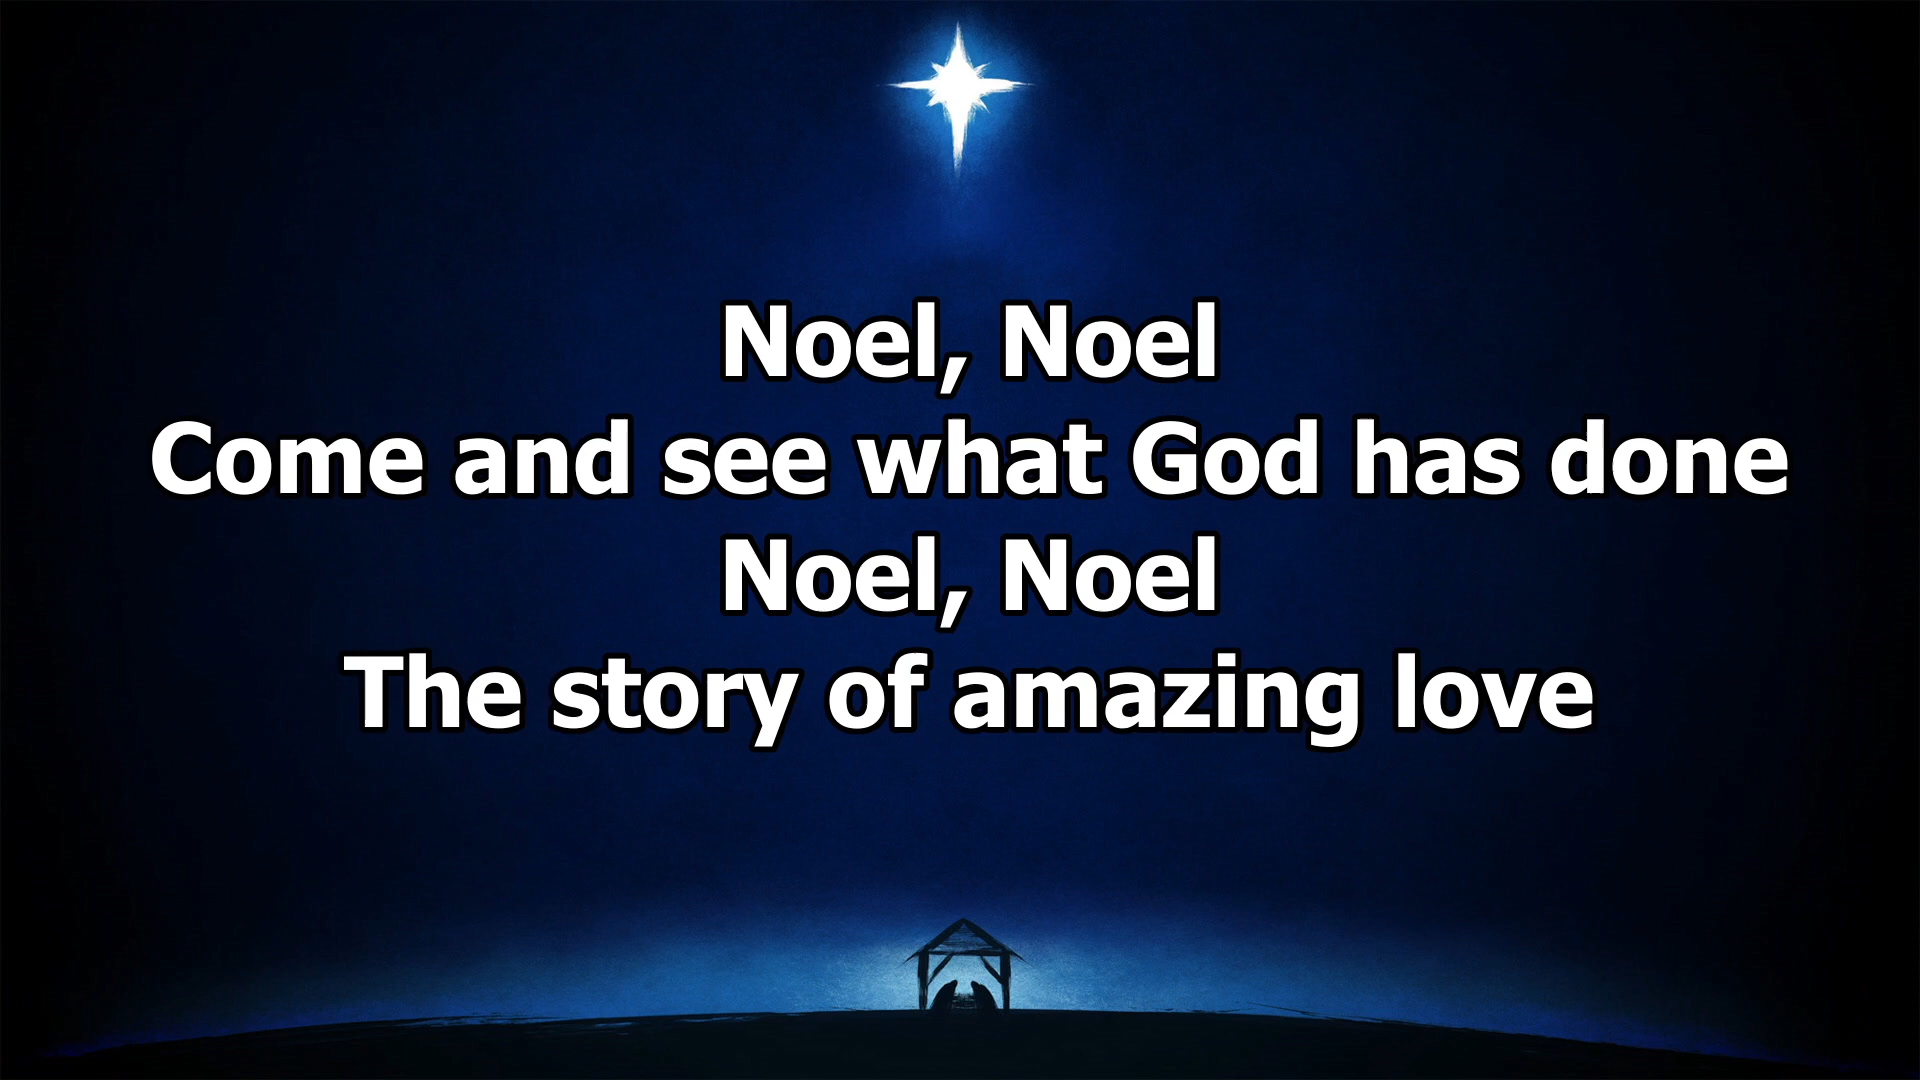 Noel, Noel
Come and see what God has done
Noel, Noel
The story of amazing love